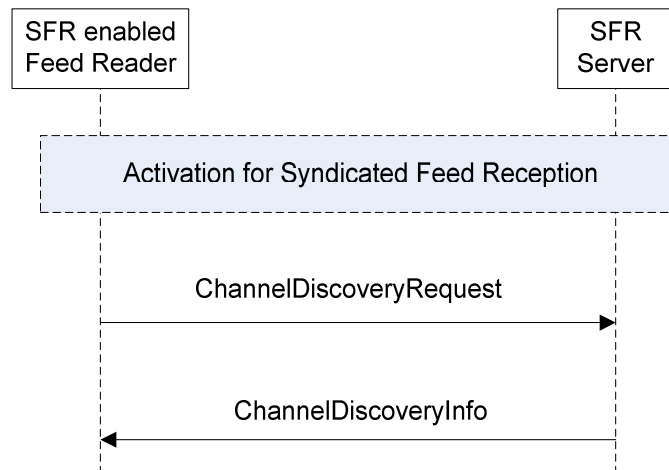 SFR enabled
Feed Reader
SFR
Server
Activation for Syndicated Feed Reception
ChannelDiscoveryRequest
ChannelDiscoveryInfo